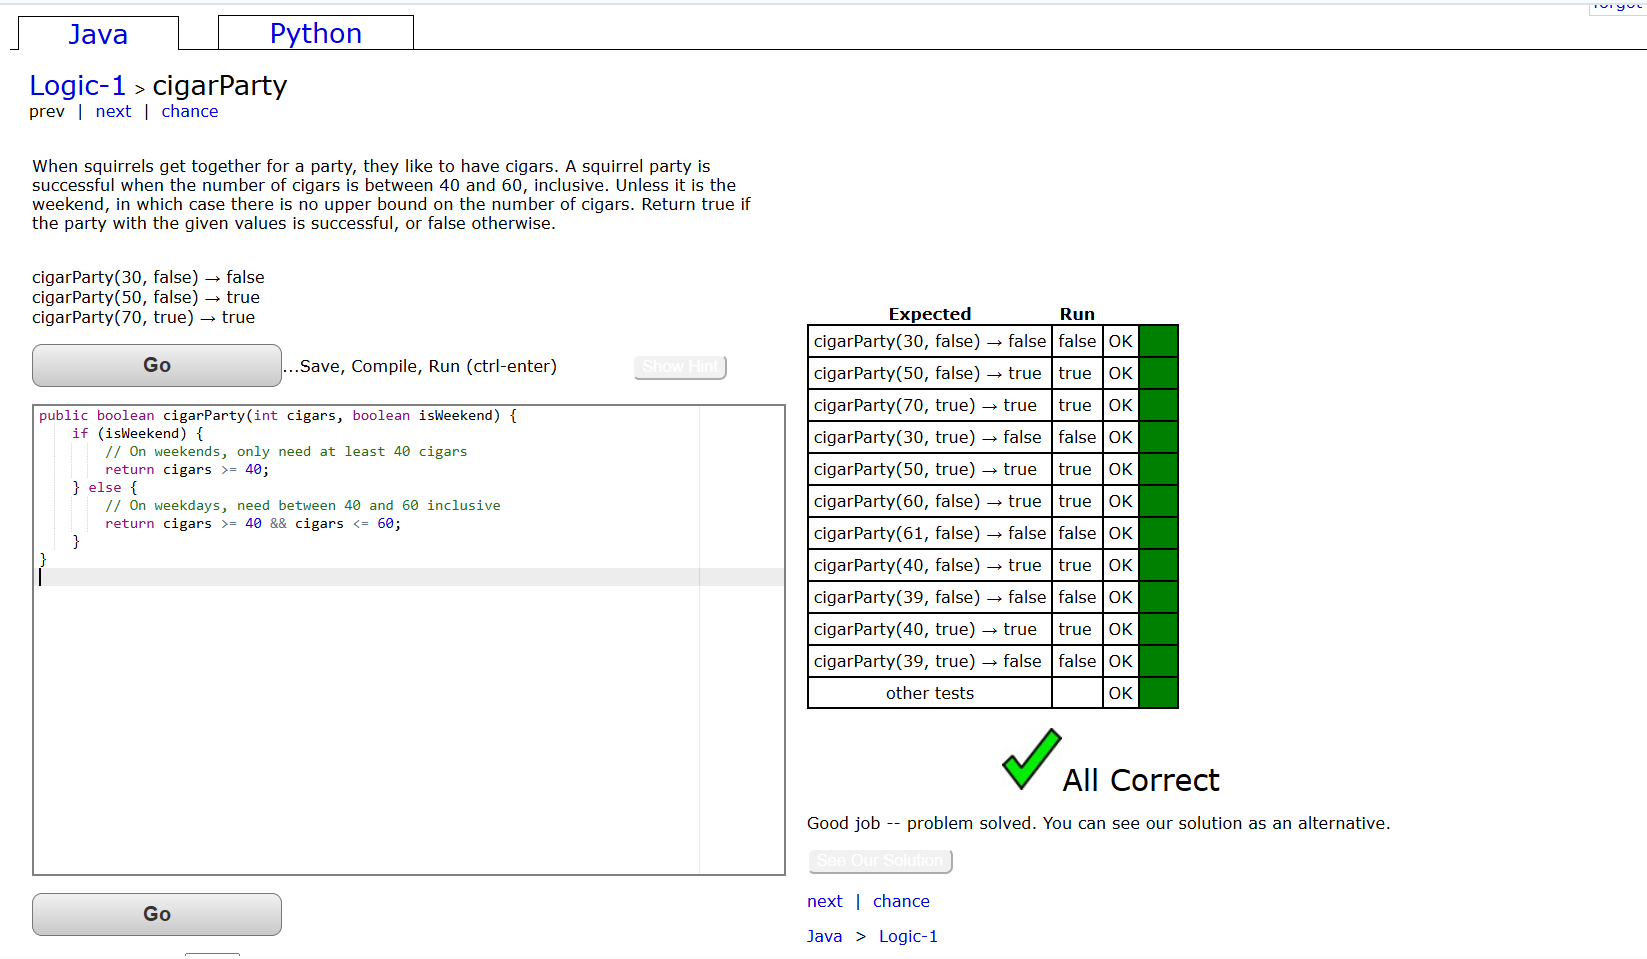 Java
Python
Logic-1 > cigarParty
prev | next | chance
When squirrels get together for a party, they like to have cigars. A squirrel party is
successful when the number of cigars is between 40 and 60, inclusive. Unless it is the
weekend, in which case there is no upper bound on the number of cigars. Return true if
the party with the given values is successful, or false otherwise.
cigarParty(30, false) → false
cigarParty(50, false) → true
cigarParty(70, true) → true
Go ...Save, Compile, Run (ctrl-enter) Show Hint
public boolean cigarParty(int cigars, boolean isWeekend) {
    if (isWeekend) {
        // On weekends, only need at least 40 cigars
        return cigars >= 40;
    } else {
        // On weekdays, need between 40 and 60 inclusive
        return cigars >= 40 && cigars <= 60;
    }
}
Go
Expected Run
cigarParty(30, false) → false false OK
cigarParty(50, false) → true true OK
cigarParty(70, true) → true true OK
cigarParty(30, true) → false false OK
cigarParty(50, true) → true true OK
cigarParty(60, false) → true true OK
cigarParty(61, false) → false false OK
cigarParty(40, false) → true true OK
cigarParty(39, false) → false false OK
cigarParty(40, true) → true true OK
cigarParty(39, true) → false false OK
other tests OK
All Correct
Good job -- problem solved. You can see our solution as an alternative.
See Our Solution
next | chance
Java > Logic-1